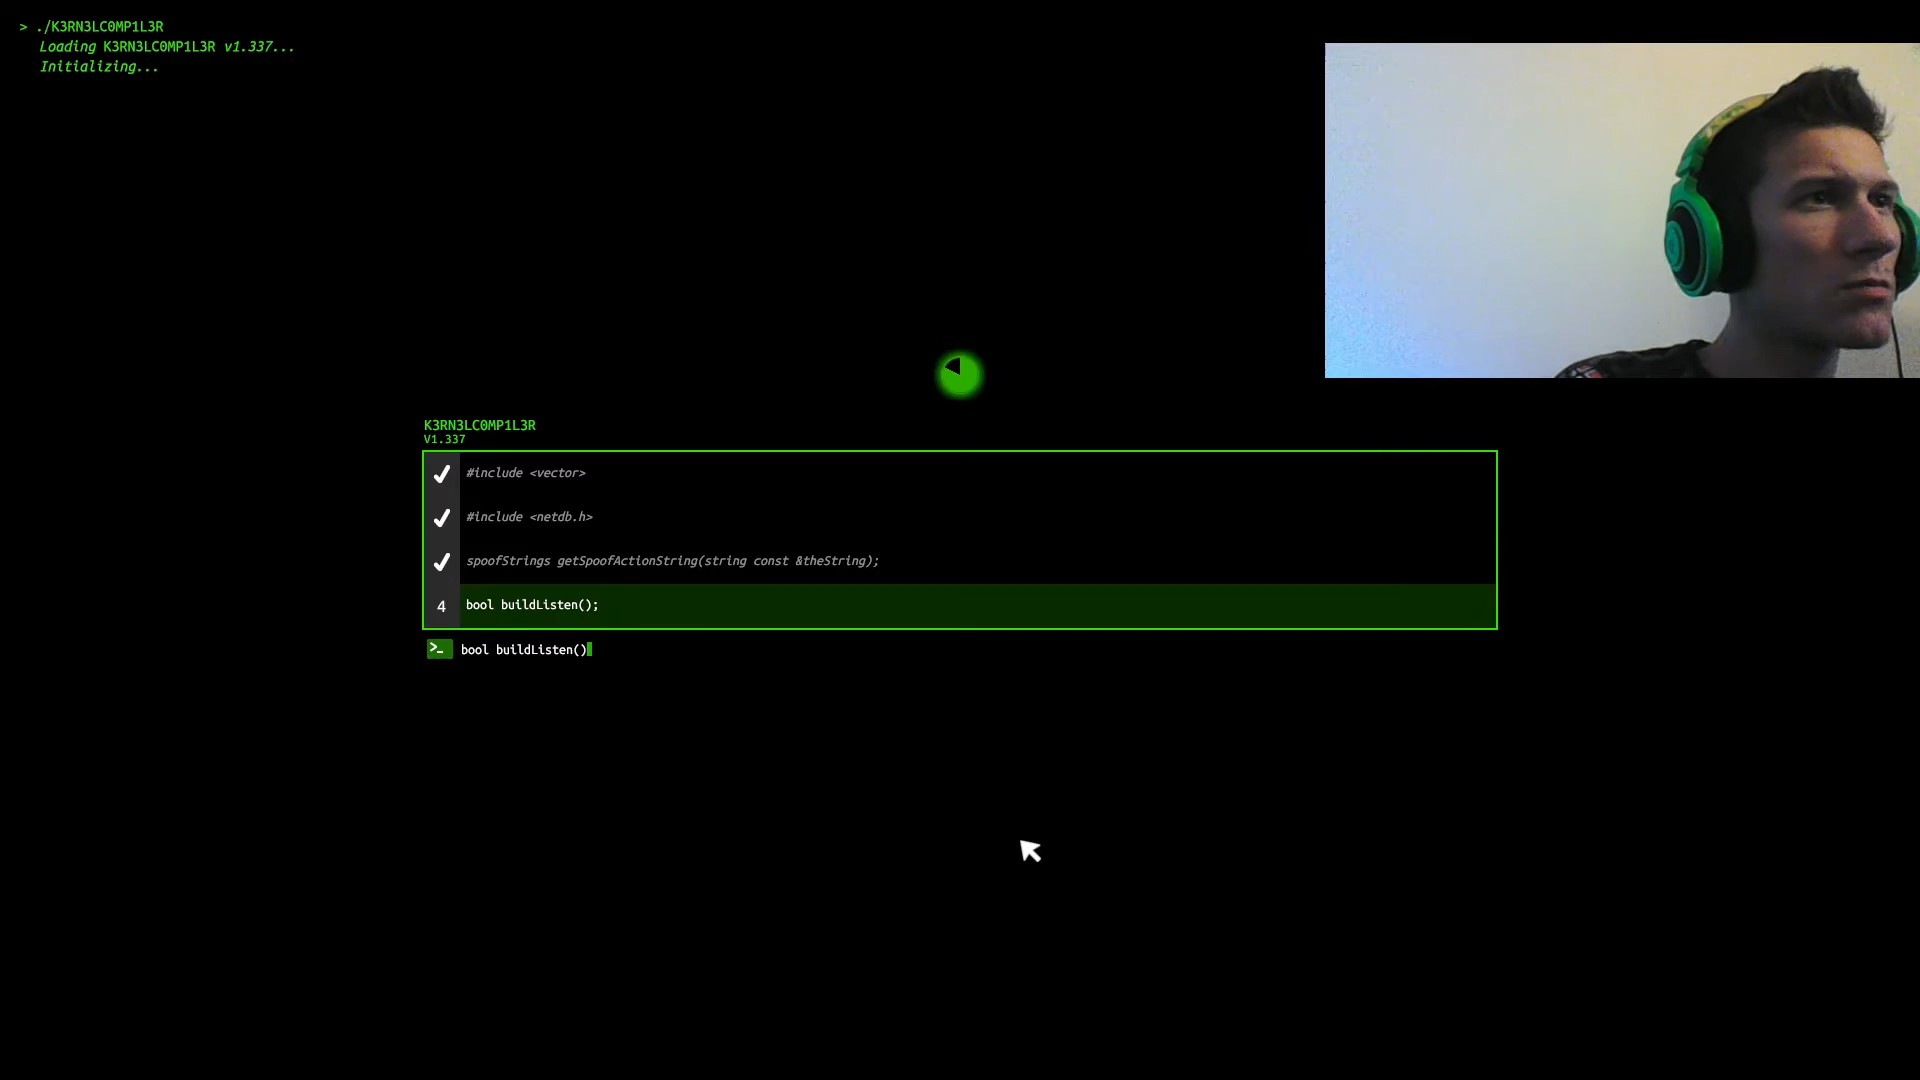 > ./K3RN3LC0MP1L3R
Loading K3RN3LC0MP1L3R v1.337...
Initializing...
K3RN3LC0MP1L3R
V1.337
#include <vector>
#include <netdb.h>
spoofStrings getSpoofActionString(string const &theString);
4 bool buildListen();
>_ bool buildListen()